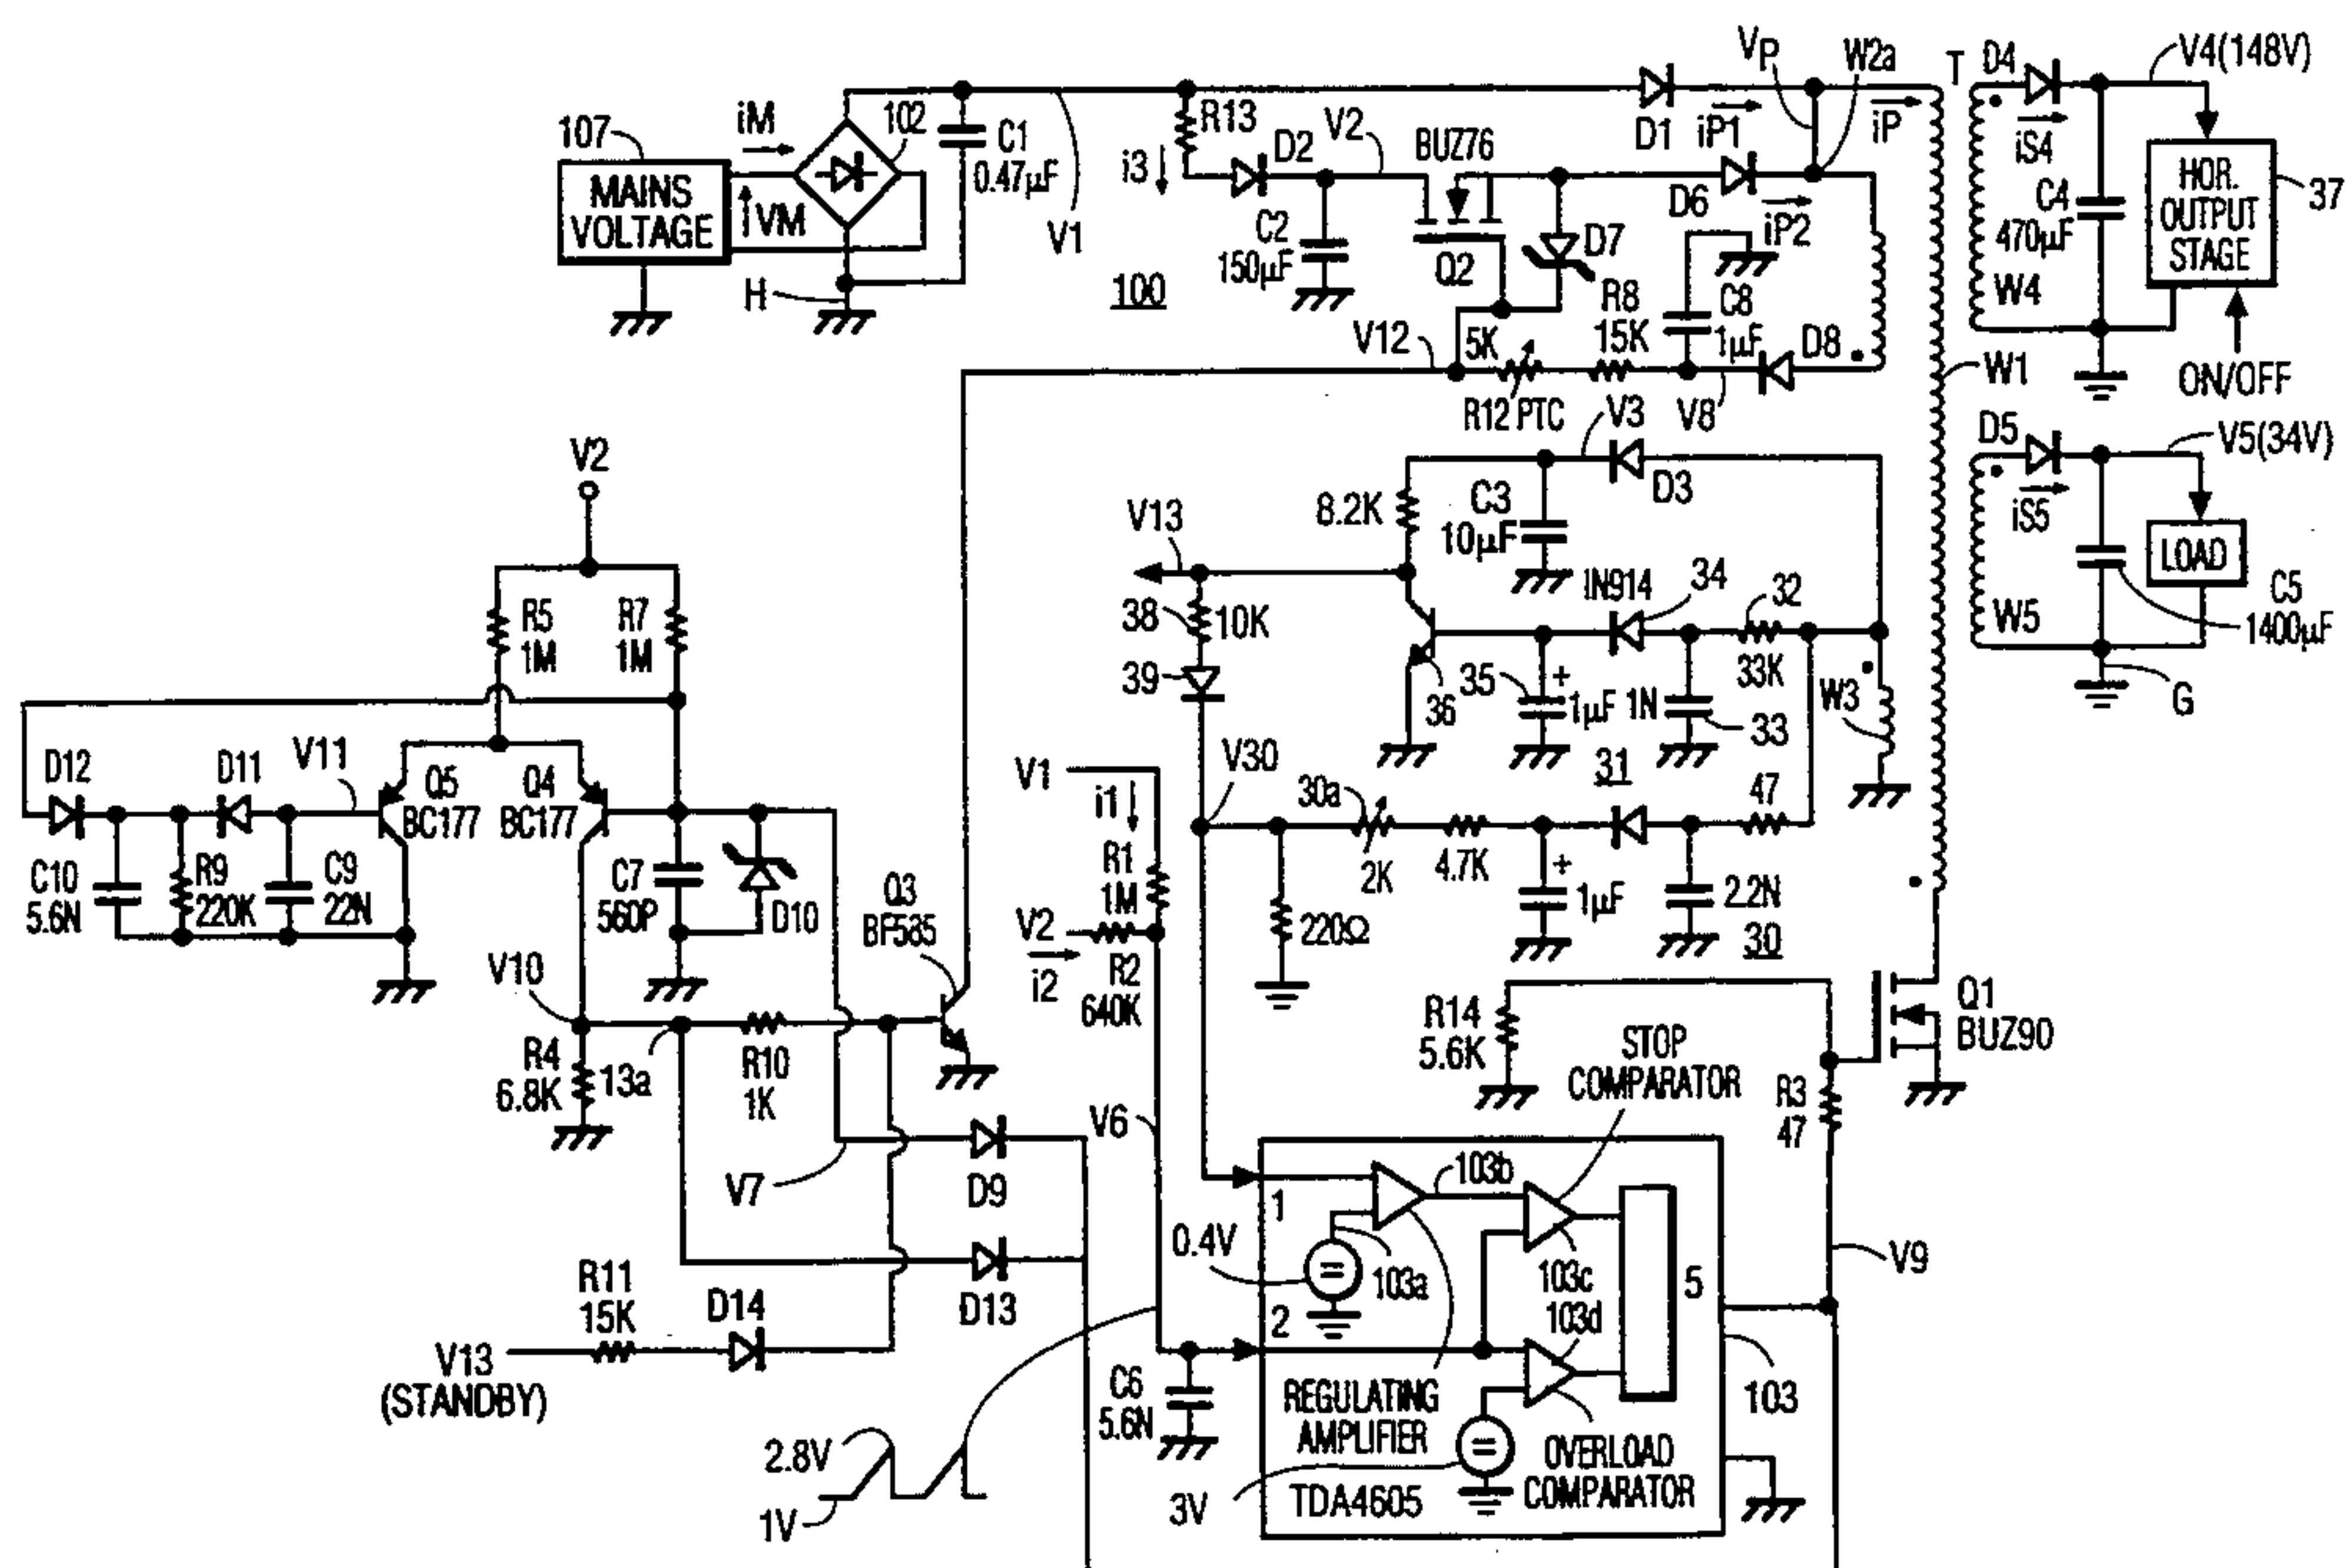 107
MAINS
VOLTAGE
iM
VM
102
H
C1
0.47µF
V1
R13
i3
D2
V2
C2
150µF
100
BUZ76
Q2
D7
D1
iP1
VP
W2a
iP
D6
iP2
T
D4
iS4
V4(148V)
C4
470µF
W4
HOR.
OUTPUT
STAGE
37
ON/OFF
W1
V12
5K
R8
15K
C8
1µF
D8
R12 PTC
V8
V3
D3
C3
10µF
8.2K
V13
D5
iS5
V5(34V)
W5
LOAD
C5
1400µF
G
V2
R5
1M
R7
1M
38
10K
39
IN914
34
32
33K
36
35
+
1µF
1N
33
W3
31
D12
D11
V11
Q5
BC177
Q4
BC177
C10
5.6N
R9
220K
C9
22N
C7
560P
D10
V1
i1
V30
30a
2K
4.7K
47
R1
1M
220Ω
+
1µF
2.2N
30
V2
i2
R2
640K
Q3
BF585
V10
R4
6.8K
13a
R10
1K
R14
5.6K
STOP
COMPARATOR
Q1
BUZ90
R3
47
V6
V7
D9
D13
R11
15K
D14
V13
(STANDBY)
1
103b
0.4V
103a
103c
2
103d
5
V9
103
C6
5.6N
REGULATING
AMPLIFIER
OVERLOAD
COMPARATOR
TDA4605
3V
2.8V
1V